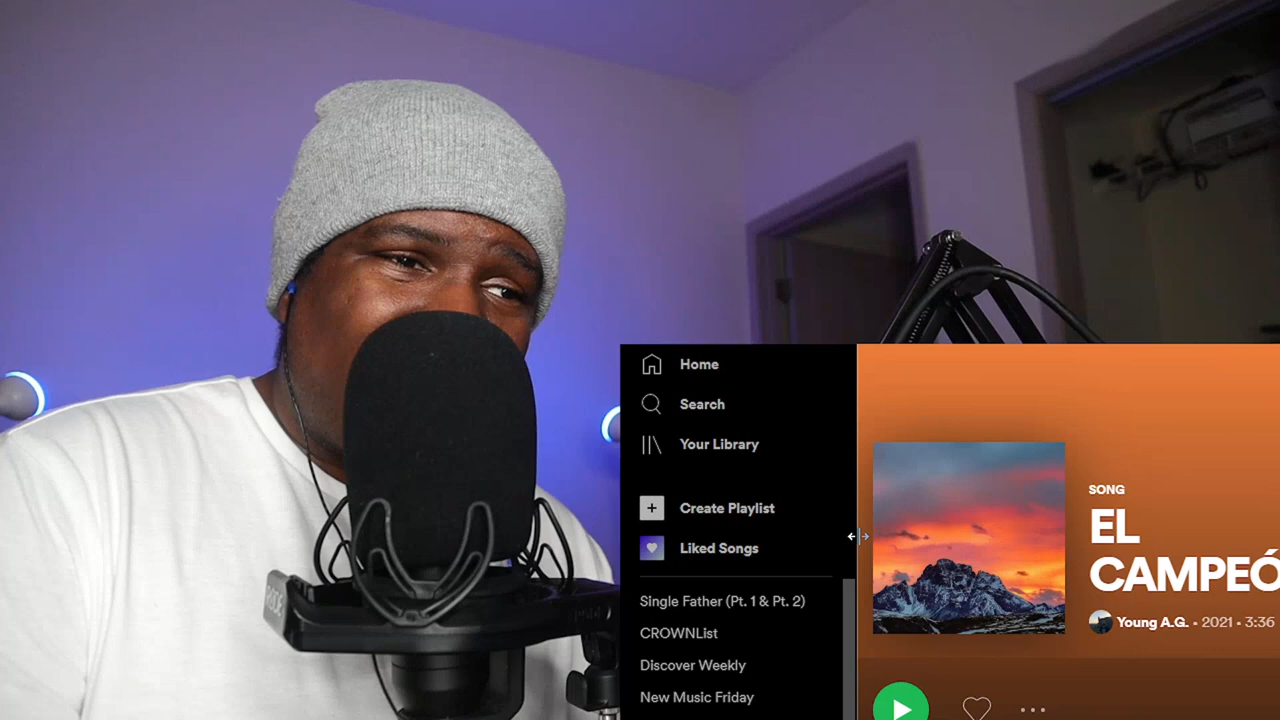 Home
Search
Your Library
Create Playlist
Liked Songs
Single Father (Pt. 1 & Pt. 2)
CROWNList
Discover Weekly
New Music Friday
SONG
EL
CAMPEÓ
Young A.G. • 2021 • 3:36